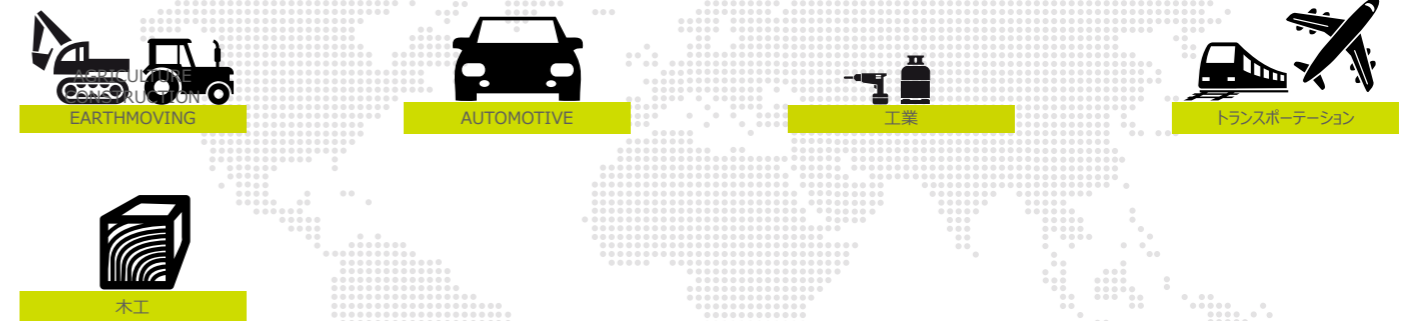 AGRICULTURE
CONSTRUCTION
EARTHMOVING
AUTOMOTIVE
工業
トランスポーテーション
木工